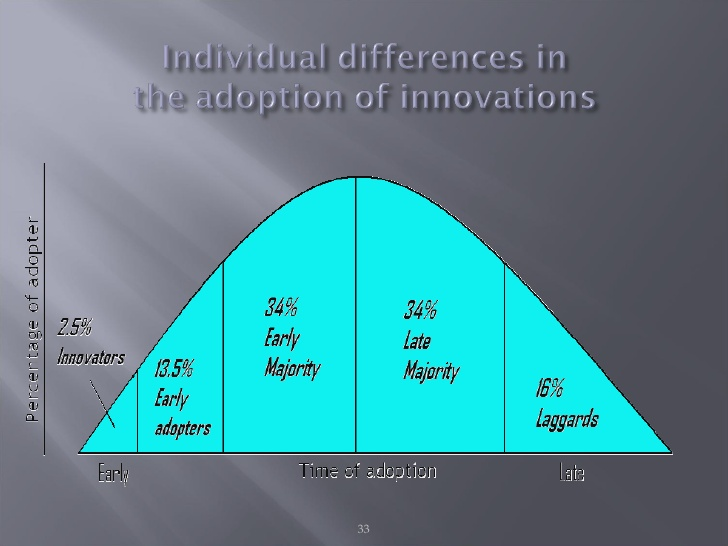 Individual differences in
the adoption of innovations
Percentage of adopter
2.5%
Innovators
13.5%
Early
adopters
34%
Early
Majority
34%
Late
Majority
16%
Laggards
Early
Time of adoption
Late
33